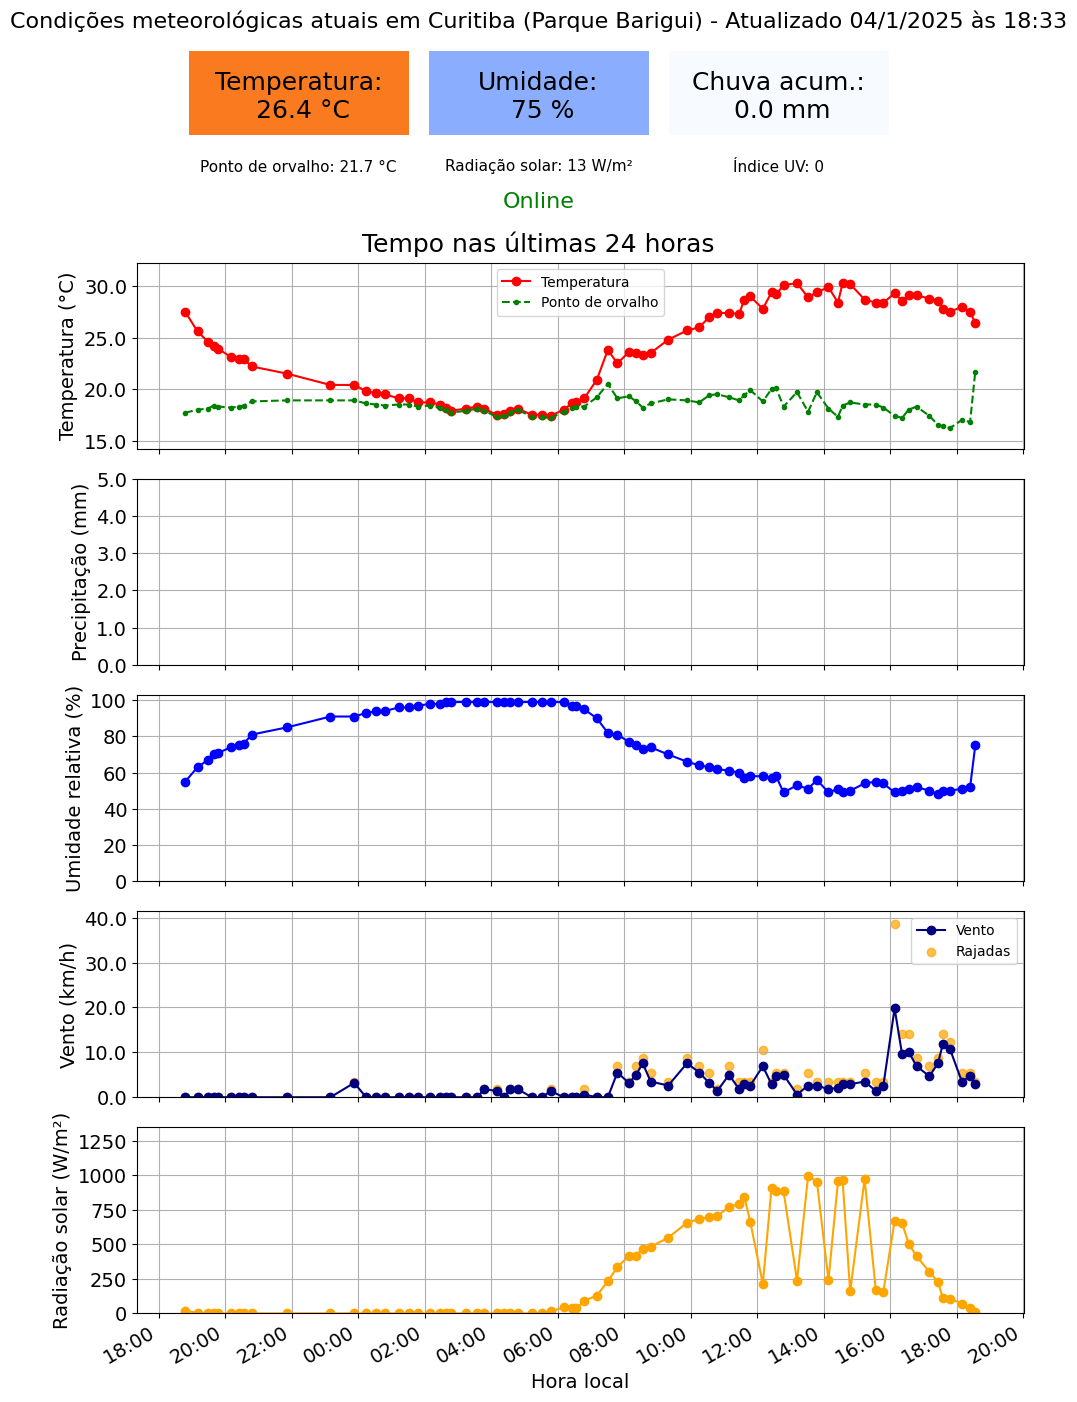 Condições meteorológicas atuais em Curitiba (Parque Barigui) - Atualizado 04/1/2025 às 18:33
Temperatura:
26.4 °C
Umidade:
75 %
Chuva acum.:
0.0 mm
Ponto de orvalho: 21.7 °C
Radiação solar: 13 W/m²
Índice UV: 0
Online
Tempo nas últimas 24 horas
Temperatura (°C)
30.0
25.0
20.0
15.0
Temperatura
Ponto de orvalho
Precipitação (mm)
5.0
4.0
3.0
2.0
1.0
0.0
Umidade relativa (%)
100
80
60
40
20
0
Vento (km/h)
40.0
30.0
20.0
10.0
0.0
Vento
Rajadas
Radiação solar (W/m²)
1250
1000
750
500
250
0
18:00
20:00
22:00
00:00
02:00
04:00
06:00
08:00
10:00
12:00
14:00
16:00
18:00
20:00
Hora local